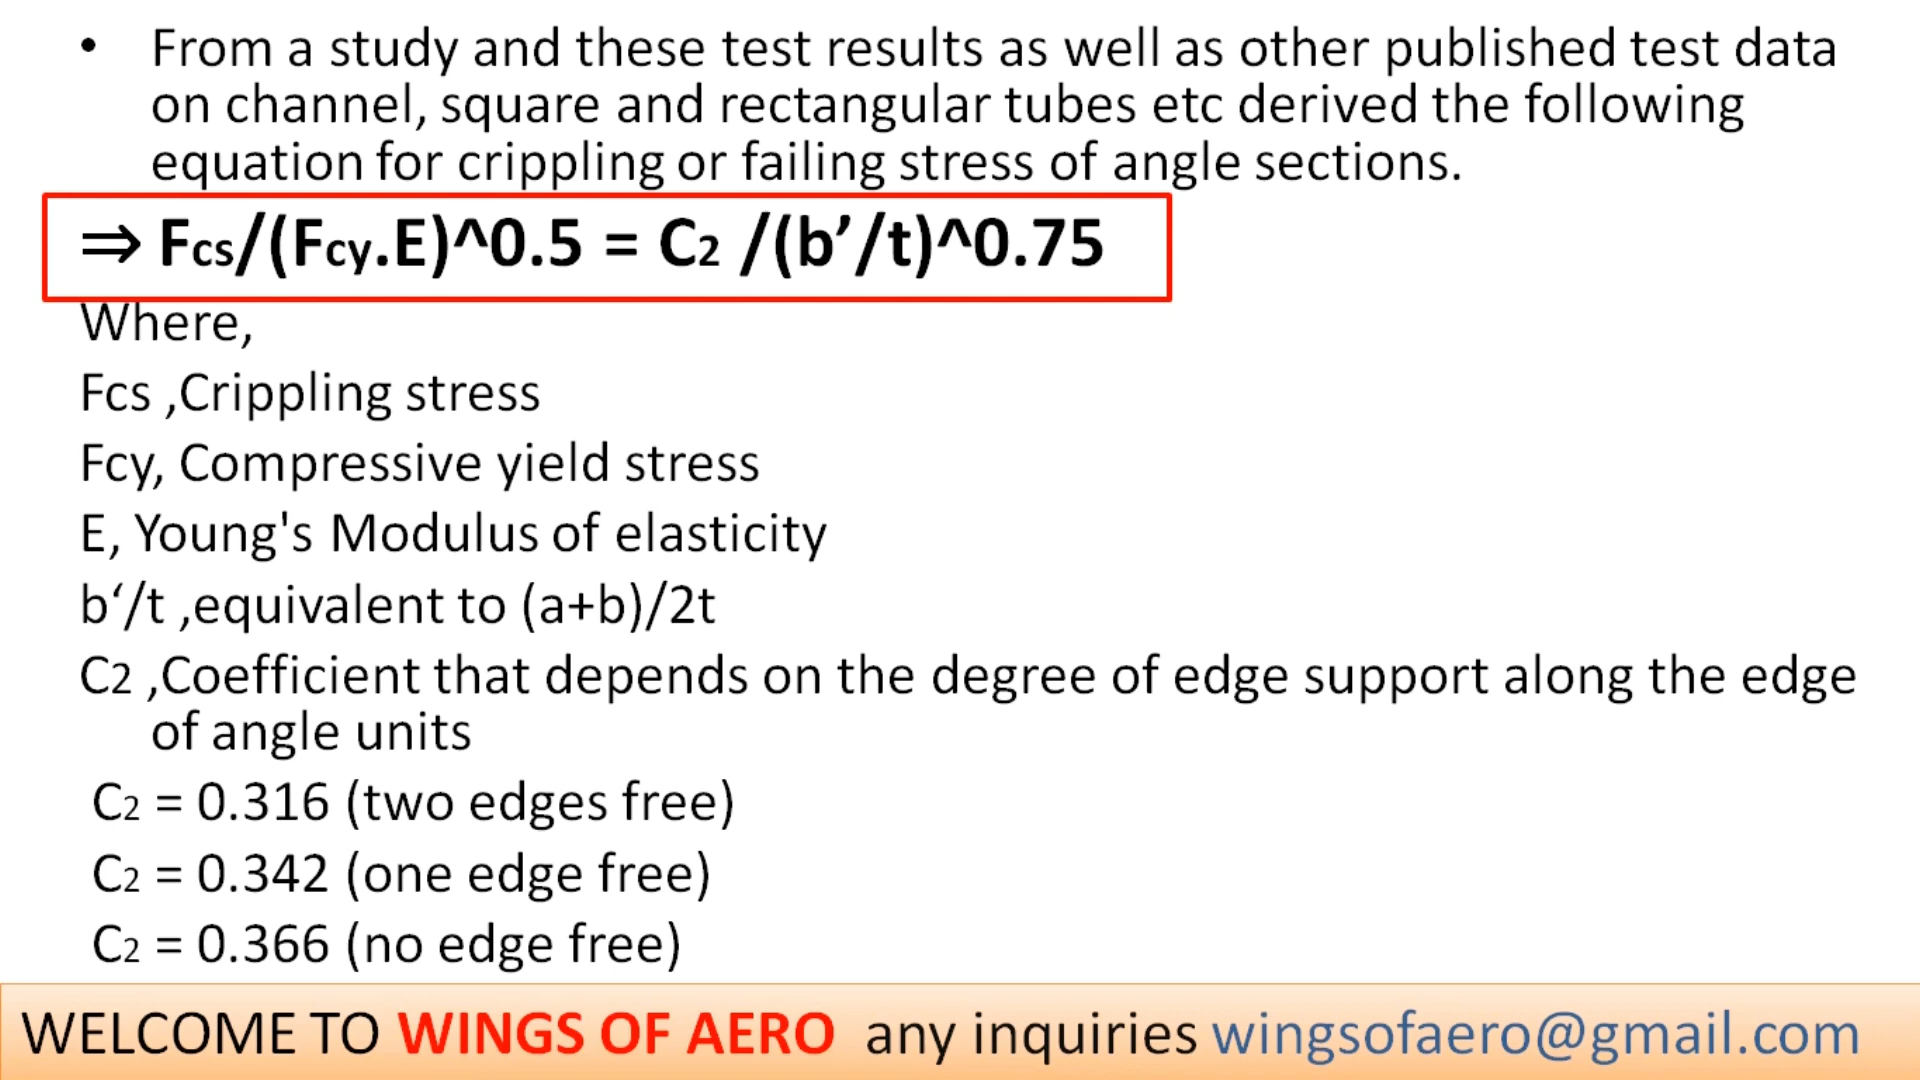 • From a study and these test results as well as other published test data
on channel, square and rectangular tubes etc derived the following
equation for crippling or failing stress of angle sections.
⇒ Fcs/(Fcy.E)^0.5 = C2 /(b’/t)^0.75
Where,
Fcs ,Crippling stress
Fcy, Compressive yield stress
E, Young's Modulus of elasticity
b‘/t ,equivalent to (a+b)/2t
C2 ,Coefficient that depends on the degree of edge support along the edge
of angle units
C2 = 0.316 (two edges free)
C2 = 0.342 (one edge free)
C2 = 0.366 (no edge free)
WELCOME TO WINGS OF AERO any inquiries wingsofaero@gmail.com